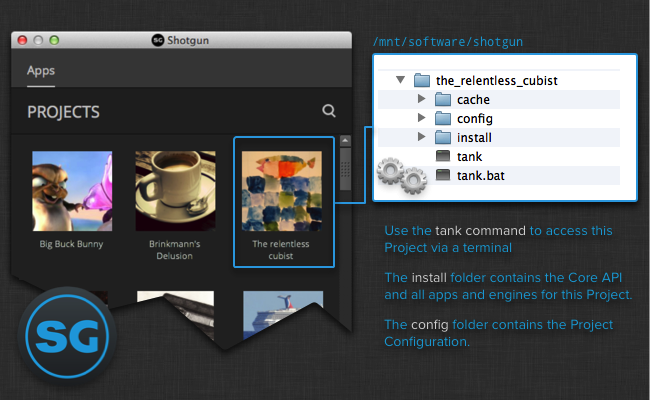 SG Shotgun
Apps
PROJECTS
Big Buck Bunny
Brinkmann's
Delusion
The relentless
cubist
SG
/mnt/software/shotgun
the_relentless_cubist
cache
config
install
tank
tank.bat
Use the tank command to access this
Project via a terminal
The install folder contains the Core API
and all apps and engines for this Project.
The config folder contains the Project
Configuration.